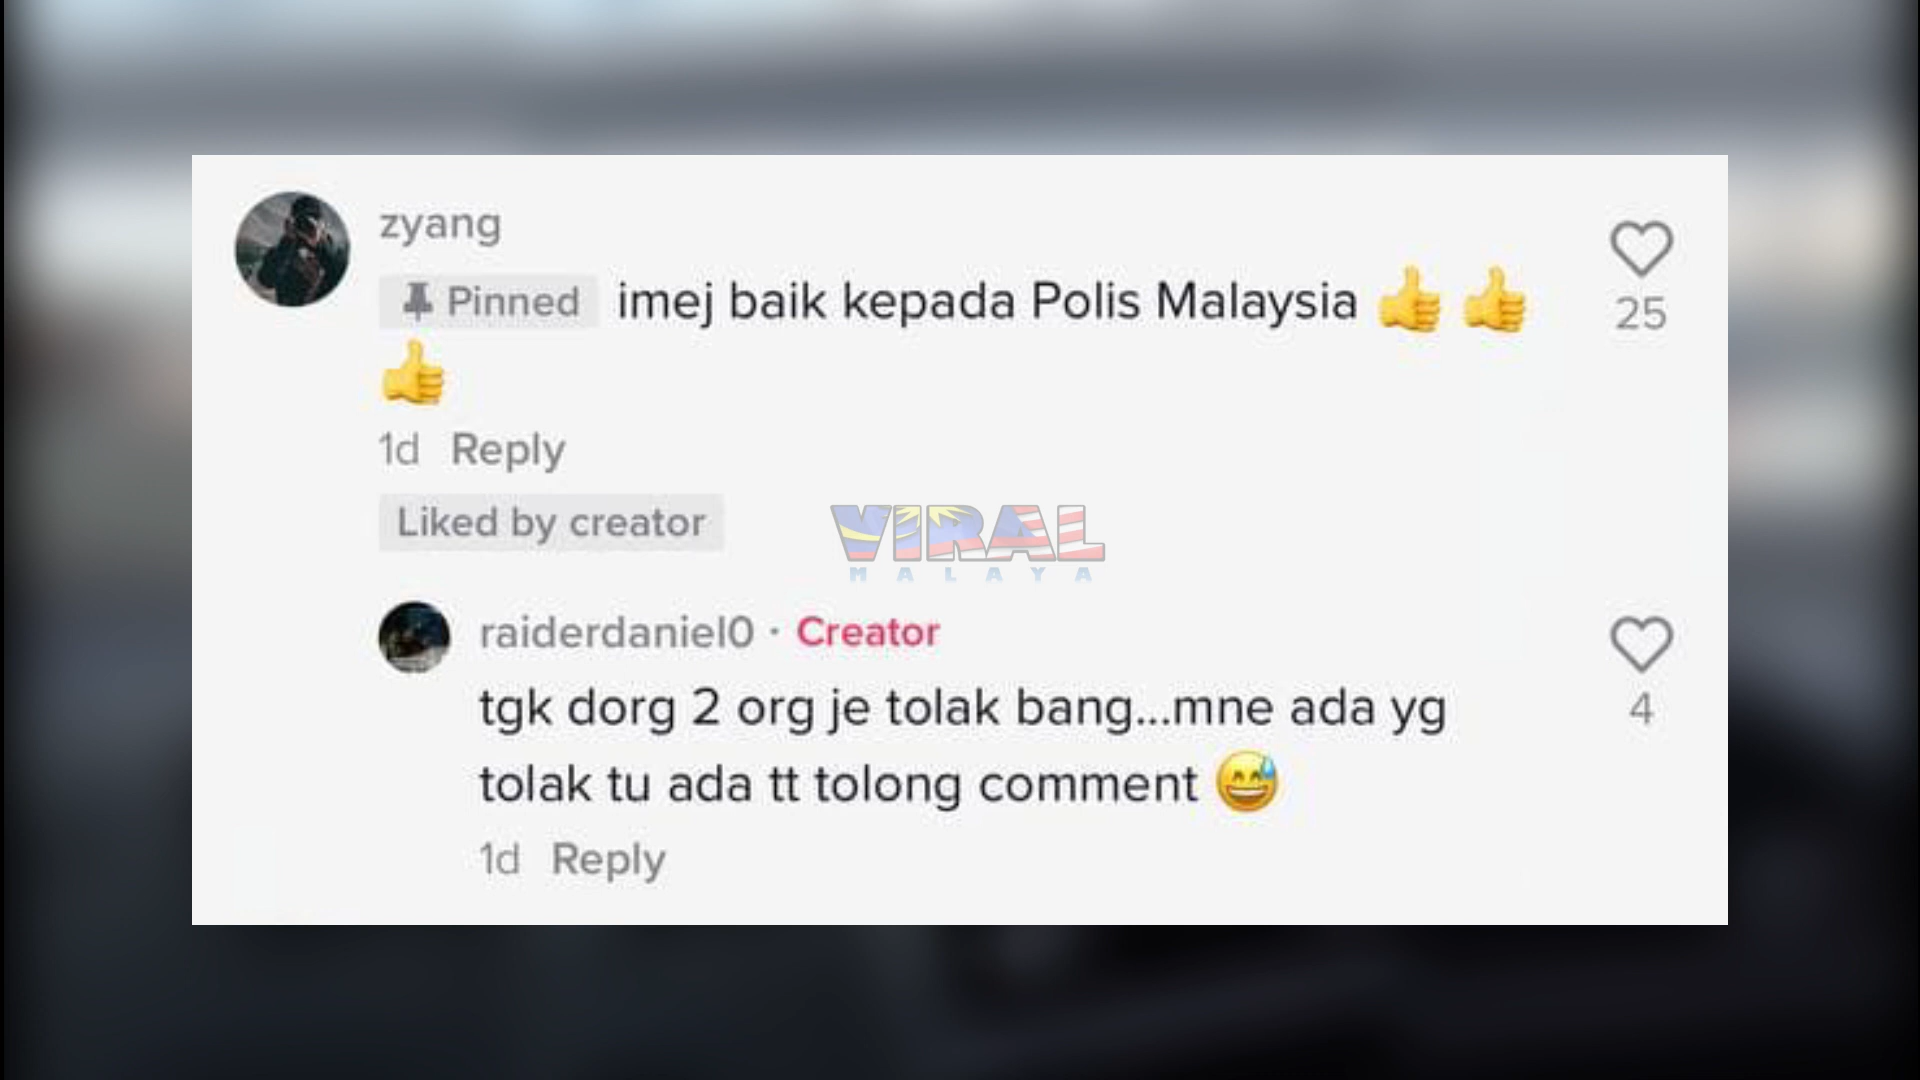 zyang
Pinned imej baik kepada Polis Malaysia 👍 👍
👍
1d Reply
Liked by creator
VIRAL
MALAYA
raiderdaniel0 · Creator
tgk dorg 2 org je tolak bang...mne ada yg
tolak tu ada tt tolong comment 😅
1d Reply
25
4